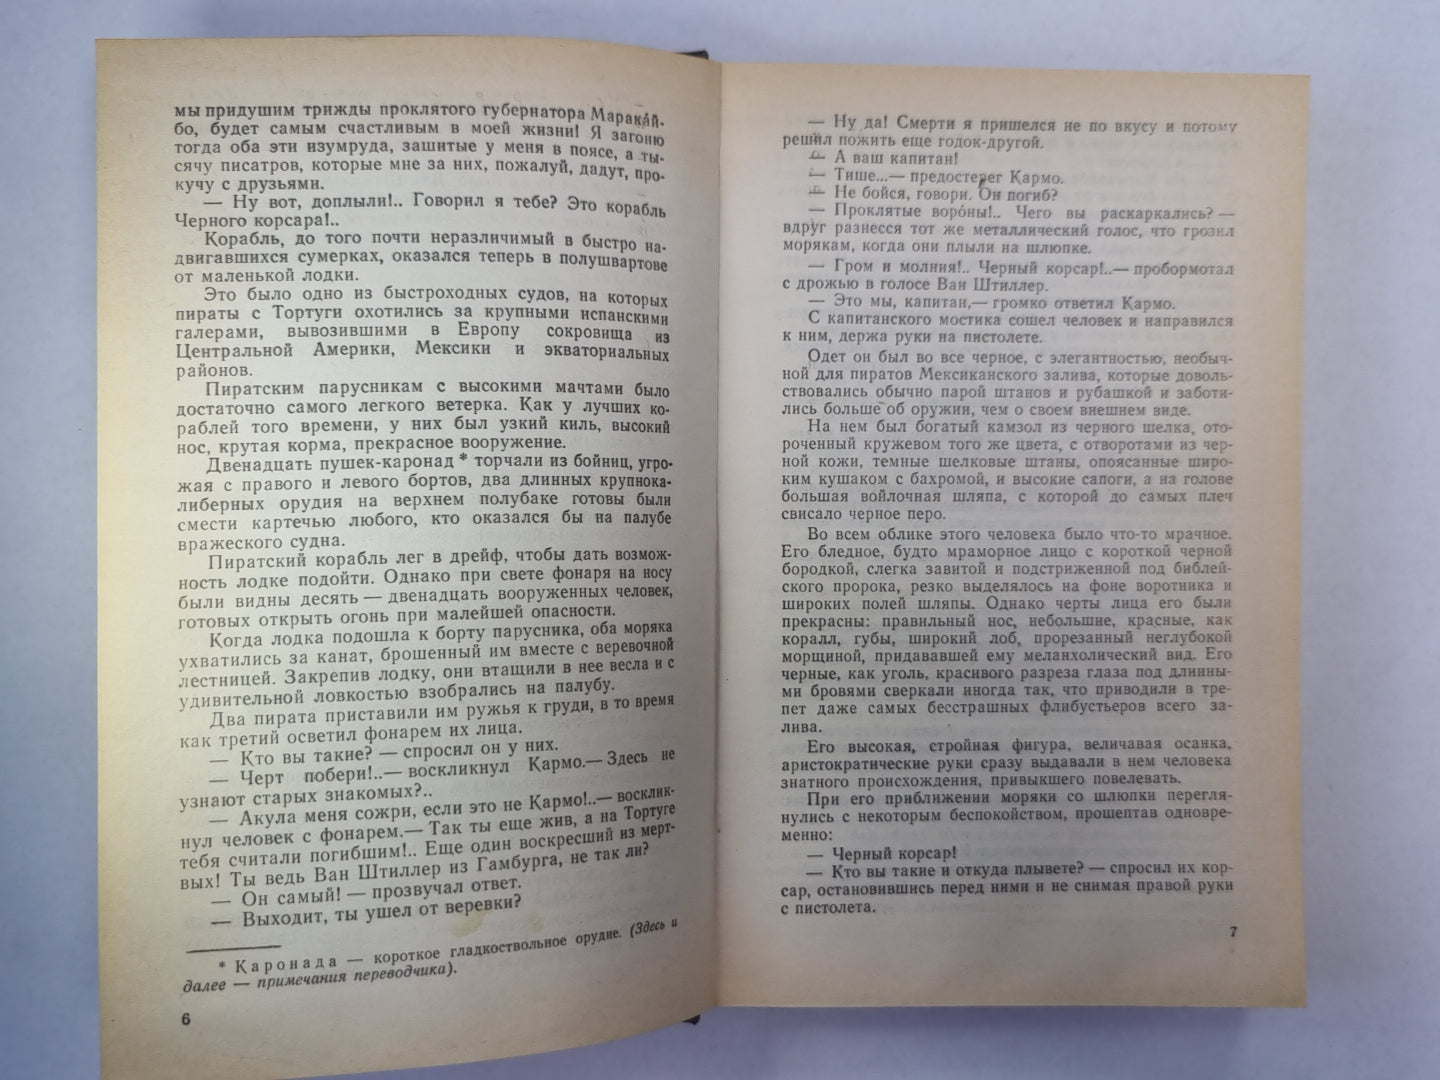 мы придушим трижды проклятого губернатора Маракай-
бо, будет самым счастливым в моей жизни! Я загоню
тогда оба эти изумруда, зашитые у меня в поясе, а ты-
сячу писатров, которые мне за них, пожалуй, дадут, про-
кучу с друзьями.
— Ну вот, доплыли!.. Говорил я тебе? Это корабль
Черного корсара!..
Корабль, до того почти неразличимый в быстро на-
двигавшихся сумерках, оказался теперь в полушвартове
от маленькой лодки.
Это было одно из быстроходных судов, на которых
пираты с Тортуги охотились за крупными испанскими
галерами, вывозившими в Европу сокровища из
Центральной Америки, Мексики и экваториальных
районов.
Пиратским парусникам с высокими мачтами было
достаточно самого легкого ветерка. Как у лучших ко-
раблей того времени, у них был узкий киль, высокий
нос, крутая корма, прекрасное вооружение.
Двенадцать пушек-каронад * торчали из бойниц, угро-
жая с правого и левого бортов, два длинных крупнока-
либерных орудия на верхнем полубаке готовы были
смести картечью любого, кто оказался бы на палубе
вражеского судна.
Пиратский корабль лег в дрейф, чтобы дать возмож-
ность лодке подойти. Однако при свете фонаря на носу
были видны десять — двенадцать вооруженных человек,
готовых открыть огонь при малейшей опасности.
Когда лодка подошла к борту парусника, оба моряка
ухватились за канат, брошенный им вместе с веревочной
лестницей. Закрепив лодку, они втащили в нее весла и с
удивительной ловкостью взобрались на палубу.
Два пирата приставили им ружья к груди, в то время
как третий осветил фонарем их лица.
— Кто вы такие? — спросил он у них.
— Черт побери!..— воскликнул Кармо.— Здесь не
узнают старых знакомых?..
— Акула меня сожри, если это не Кармо!..— восклик-
нул человек с фонарем.— Так ты еще жив, а на Тортуге
тебя считали погибшим!.. Еще один воскресший из мерт-
вых! Ты ведь Ван Штиллер из Гамбурга, не так ли?
— Он самый! — прозвучал ответ.
— Выходит, ты ушел от веревки?
* Каронада — короткое гладкоствольное орудие. (Здесь и
далее — примечания переводчика).
6
— Ну да! Смерти я пришелся не по вкусу и потому
решил пожить еще годок-другой.
— А ваш капитан!
— Тише...— предостерег Кармо.
— Не бойся, говори. Он погиб?
— Проклятые воро́ны!.. Чего вы раскаркались? —
вдруг разнесся тот же металлический голос, что грозил
морякам, когда они плыли на шлюпке.
— Гром и молния!.. Черный корсар!..— пробормотал
с дрожью в голосе Ван Штиллер.
— Это мы, капитан,— громко ответил Кармо.
С капитанского мостика сошел человек и направился
к ним, держа руки на пистолете.
Одет он был во все черное, с элегантностью, необыч-
ной для пиратов Мексиканского залива, которые доволь-
ствовались обычно парой штанов и рубашкой и заботи-
лись больше об оружии, чем о своем внешнем виде.
На нем был богатый камзол из черного шелка, ото-
роченный кружевом того же цвета, с отворотами из чер-
ной кожи, темные шелковые штаны, опоясанные широ-
ким кушаком с бахромой, и высокие сапоги, а на голове
большая войлочная шляпа, с которой до самых плеч
свисало черное перо.
Во всем облике этого человека было что-то мрачное.
Его бледное, будто мраморное лицо с короткой черной
бородкой, слегка завитой и подстриженной под библей-
ского пророка, резко выделялось на фоне воротника и
широких полей шляпы. Однако черты лица его были
прекрасны: правильный нос, небольшие, красные, как
коралл, губы, широкий лоб, прорезанный неглубокой
морщиной, придававшей ему меланхолический вид. Его
черные, как уголь, красивого разреза глаза под длинны-
ми бровями сверкали иногда так, что приводили в тре-
пет даже самых бесстрашных флибустьеров всего за-
лива.
Его высокая, стройная фигура, величавая осанка,
аристократические руки сразу выдавали в нем человека
знатного происхождения, привыкшего повелевать.
При его приближении моряки со шлюпки перегля-
нулись с некоторым беспокойством, прошептав одновре-
менно:
— Черный корсар!
— Кто вы такие и откуда плывете? — спросил их кор-
сар, остановившись перед ними и не снимая правой руки
с пистолета.
7